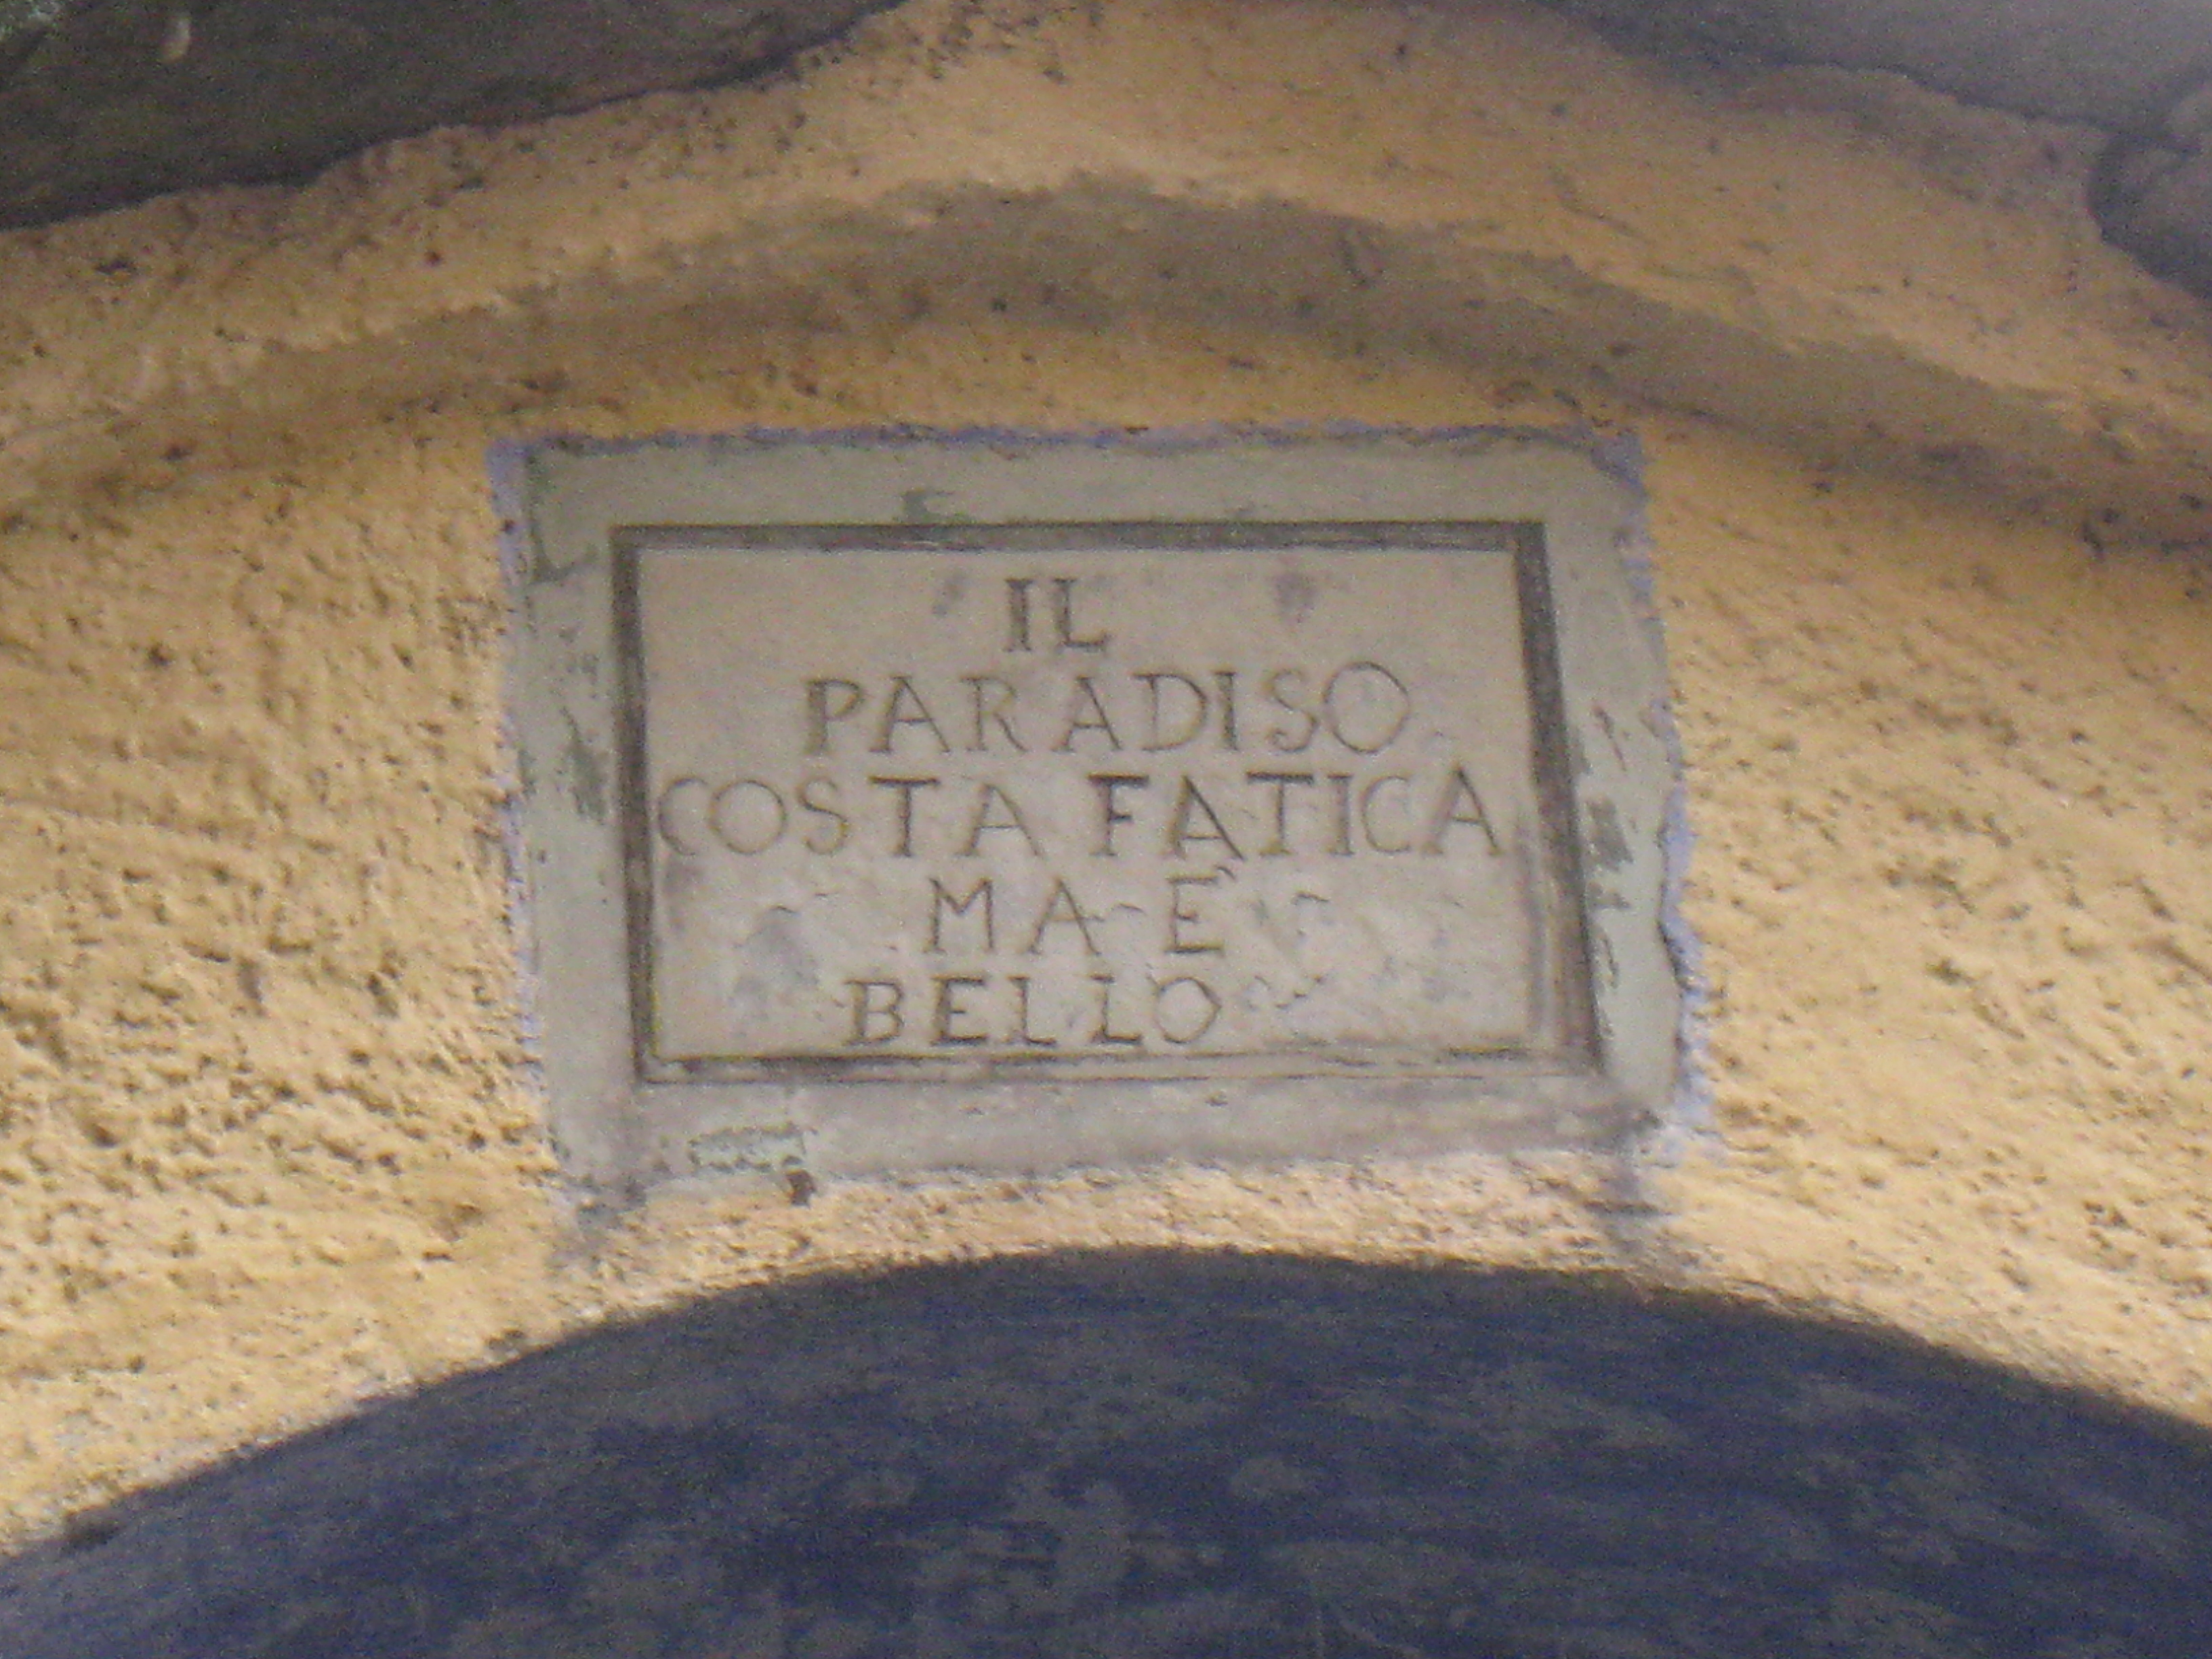 IL
PARADISO
COSTA FATICA
MA È
BELLO